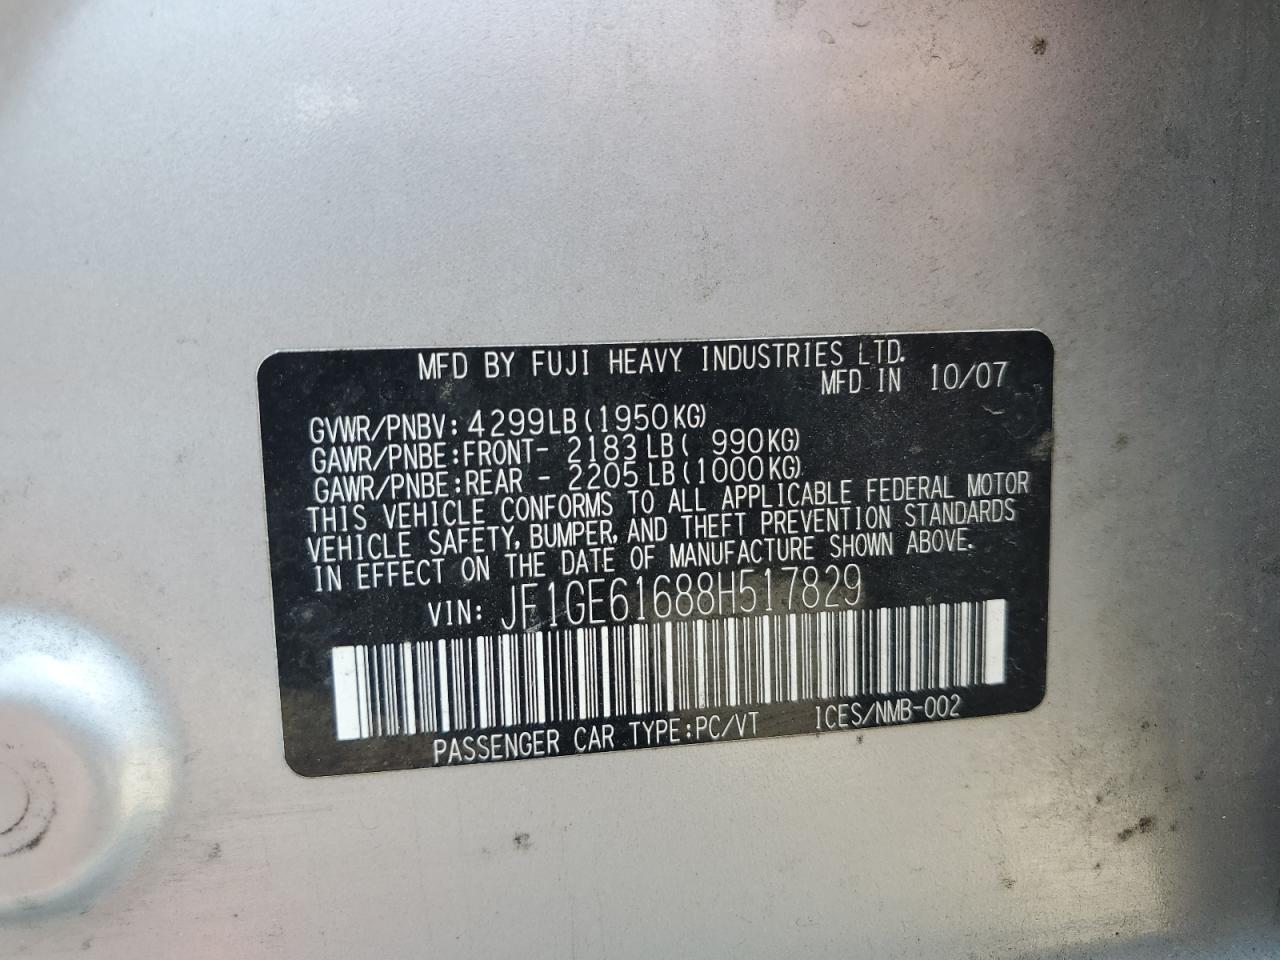 MFD BY FUJI HEAVY INDUSTRIES LTD.
MFD IN 10/07
GVWR/PNBV: 4299LB(1950KG)
GAWR/PNBE:FRONT- 2183LB( 990KG)
GAWR/PNBE:REAR - 2205LB(1000KG)
THIS VEHICLE CONFORMS TO ALL APPLICABLE FEDERAL MOTOR
VEHICLE SAFETY, BUMPER, AND THEFT PREVENTION STANDARDS
IN EFFECT ON THE DATE OF MANUFACTURE SHOWN ABOVE.
VIN: JF1GE61688H517829
PASSENGER CAR TYPE:PC/VT ICES/NMB-002